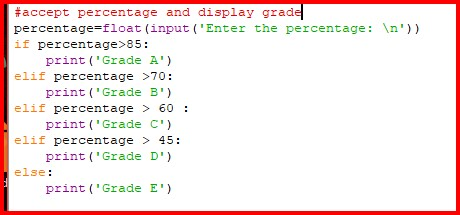 #accept percentage and display grade
percentage=float(input('Enter the percentage: \n'))
if percentage>85:
    print('Grade A')
elif percentage >70:
    print('Grade B')
elif percentage > 60 :
    print('Grade C')
elif percentage > 45:
    print('Grade D')
else:
    print('Grade E')